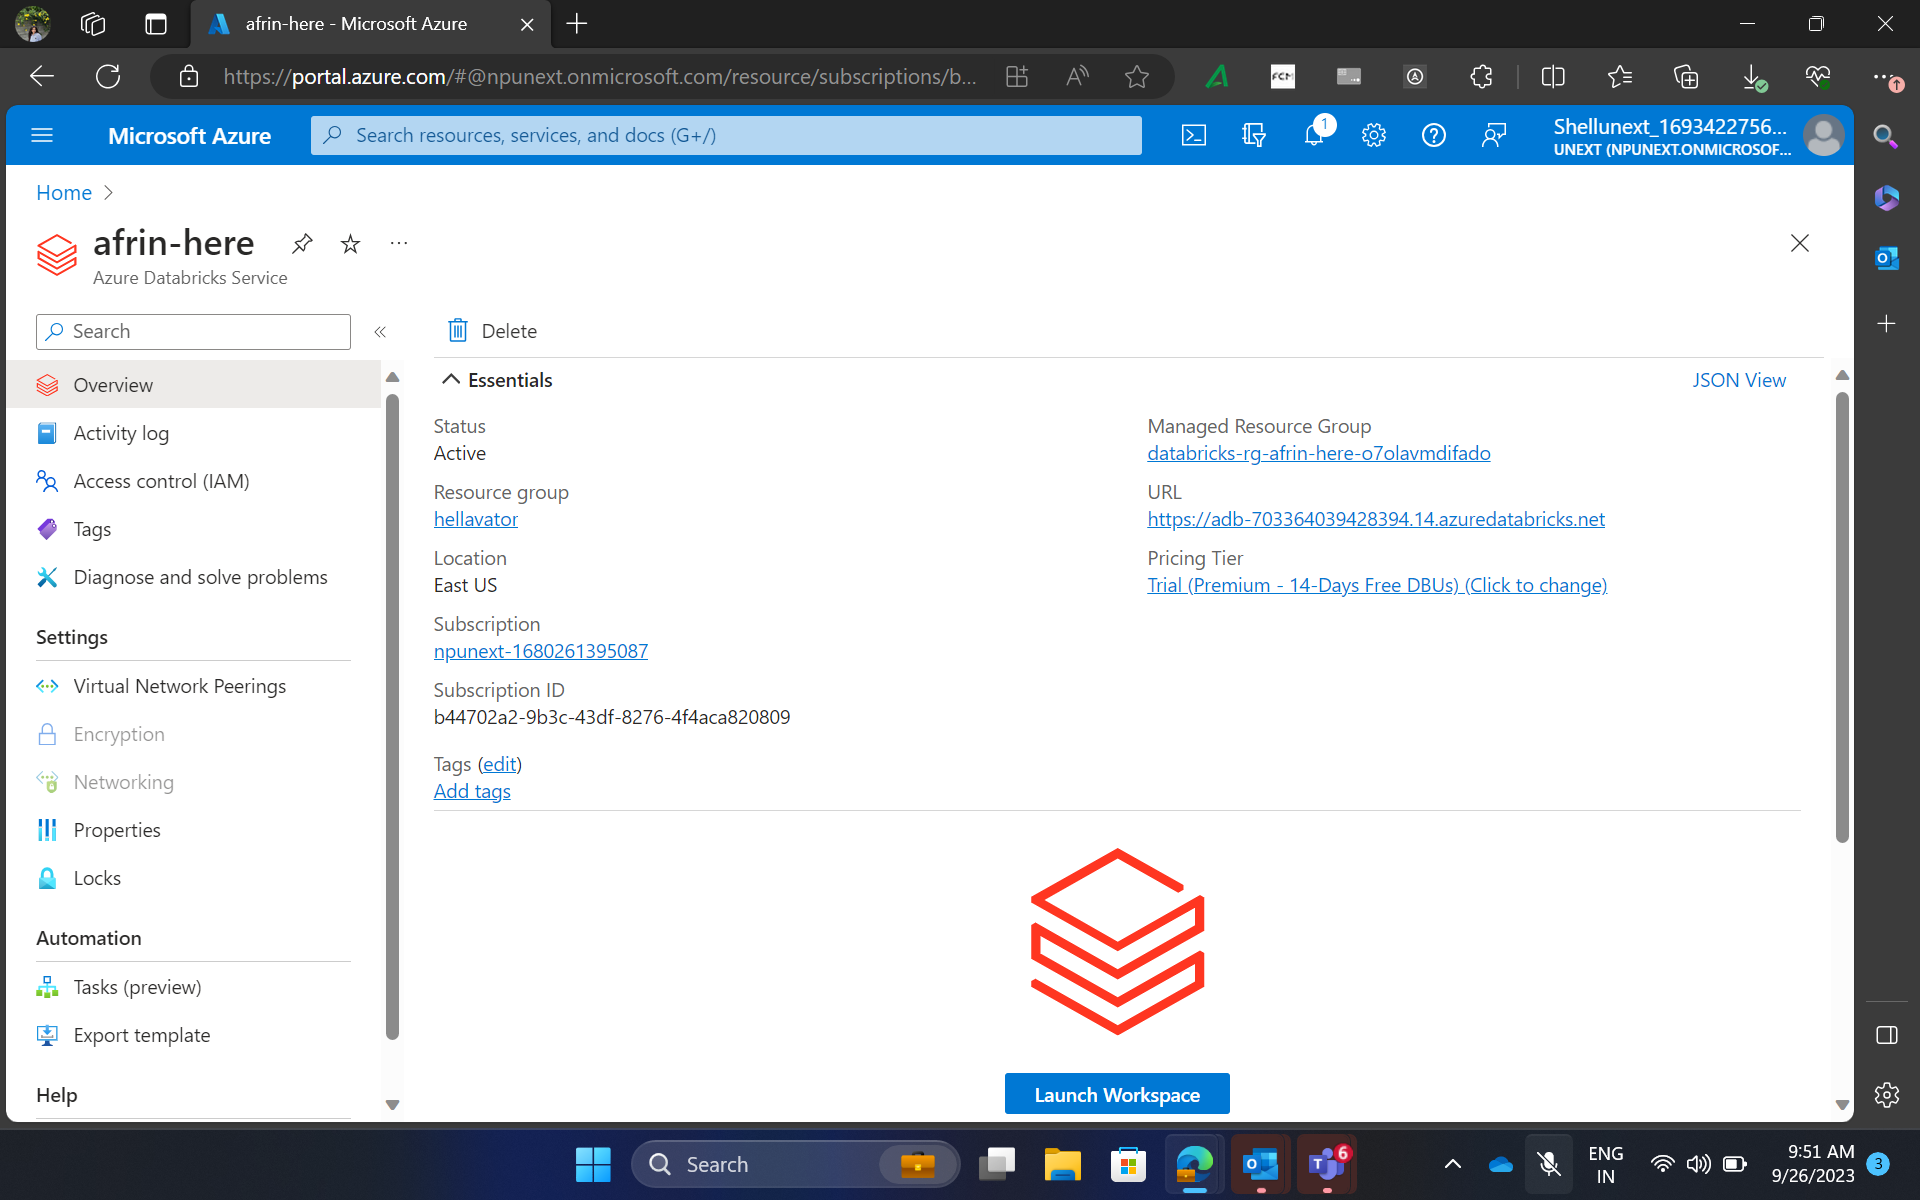 afrin-here - Microsoft Azure
https://portal.azure.com/#@npunext.onmicrosoft.com/resource/subscriptions/b...
FCM
Microsoft Azure
Search resources, services, and docs (G+/)
1
Shellunext_1693422756...
UNEXT (NPUNEXT.ONMICROSOF...
Home
afrin-here
Azure Databricks Service
Search
Delete
Overview
Activity log
Access control (IAM)
Tags
Diagnose and solve problems
Settings
Virtual Network Peerings
Encryption
Networking
Properties
Locks
Automation
Tasks (preview)
Export template
Help
Essentials
JSON View
Status
Active
Resource group
hellavator
Location
East US
Subscription
npunext-1680261395087
Subscription ID
b44702a2-9b3c-43df-8276-4f4aca820809
Tags (edit)
Add tags
Managed Resource Group
databricks-rg-afrin-here-o7olavmdifado
URL
https://adb-703364039428394.14.azuredatabricks.net
Pricing Tier
Trial (Premium - 14-Days Free DBUs) (Click to change)
Launch Workspace
Search
6
ENG
IN
9:51 AM
9/26/2023
3